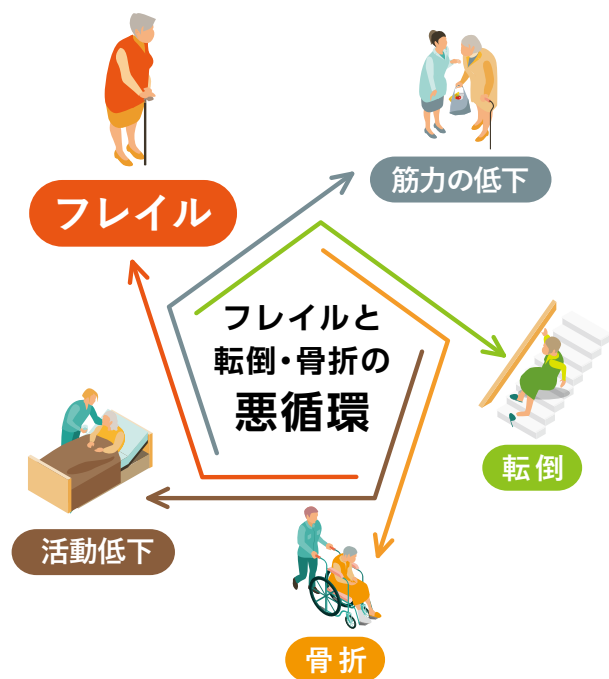 筋力の低下
フレイル
フレイルと
転倒・骨折の
悪循環
転倒
活動低下
骨折